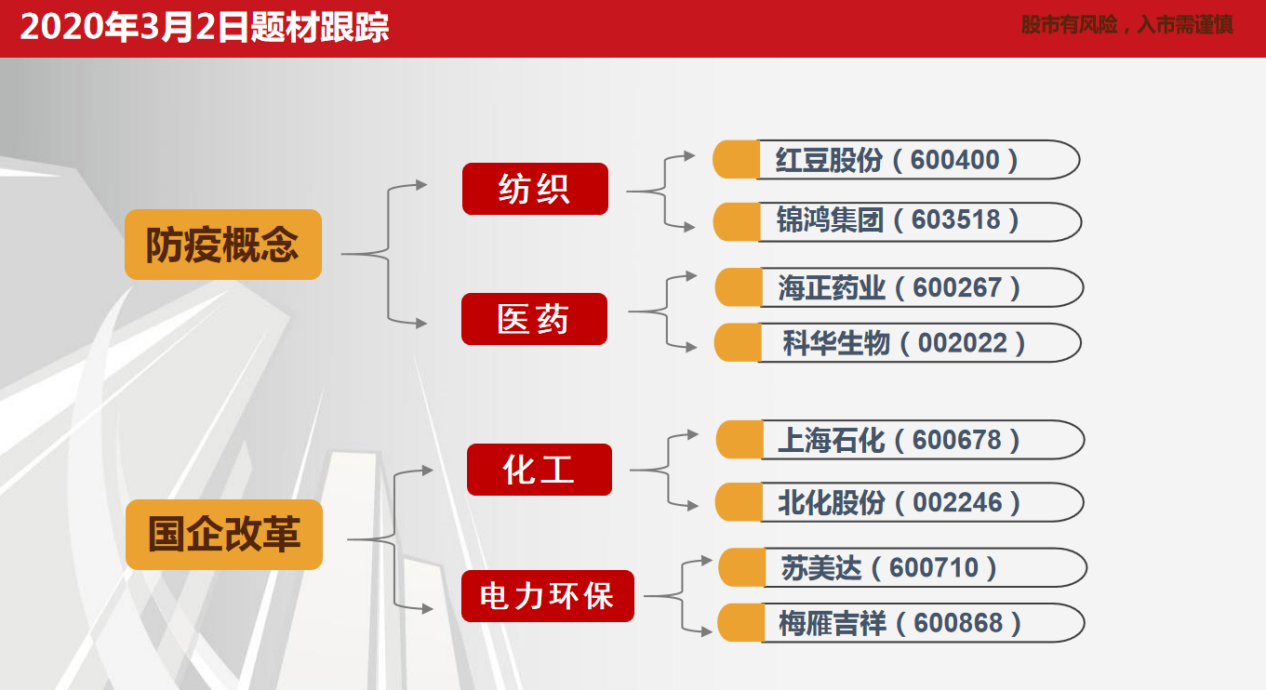 2020年3月2日题材跟踪
股市有风险，入市需谨慎
防疫概念
纺织
红豆股份（600400）
锦鸿集团（603518）
医药
海正药业（600267）
科华生物（002022）
国企改革
化工
上海石化（600678）
北化股份（002246）
电力环保
苏美达（600710）
梅雁吉祥（600868）